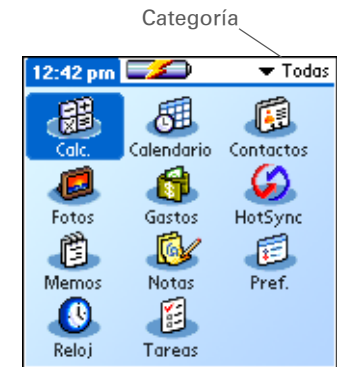 Categoría
12:42 pm Todas
Calc. Calendario Contactos
Fotos Gastos HotSync
Memos Notas Pref.
Reloj Tareas